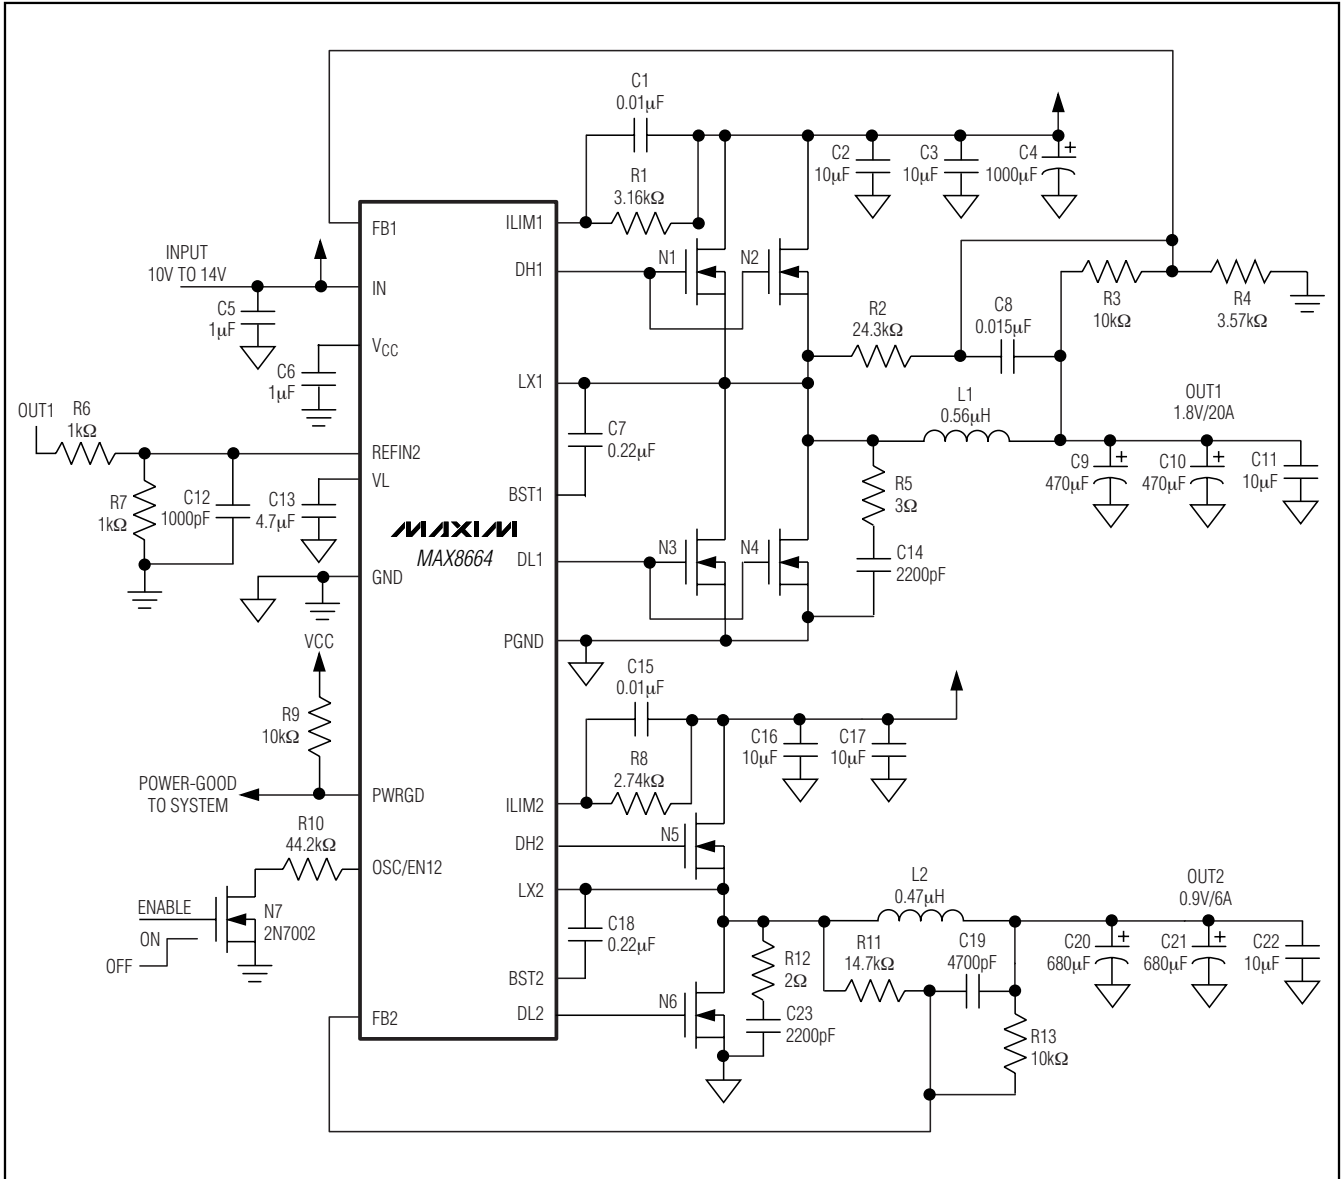 C1
0.01µF
R1
3.16kΩ
C2
10µF
C3
10µF
C4
1000µF
+
FB1
ILIM1
INPUT
10V TO 14V
IN
DH1
N1
N2
C5
1µF
R3
10kΩ
R4
3.57kΩ
R2
24.3kΩ
C8
0.015µF
VCC
C6
1µF
LX1
OUT1
R6
1kΩ
L1
0.56µH
OUT1
1.8V/20A
C7
0.22µF
REFIN2
VL
C9
470µF
+
C10
470µF
+
C11
10µF
R7
1kΩ
C12
1000pF
C13
4.7µF
BST1
R5
3Ω
MAXIM
MAX8664
DL1
N3
N4
C14
2200pF
GND
PGND
VCC
C15
0.01µF
R9
10kΩ
R8
2.74kΩ
C16
10µF
C17
10µF
POWER-GOOD
TO SYSTEM
PWRGD
ILIM2
R10
44.2kΩ
DH2
N5
OSC/EN12
LX2
L2
0.47µH
OUT2
0.9V/6A
ENABLE
ON
OFF
N7
2N7002
C18
0.22µF
R12
2Ω
R11
14.7kΩ
C19
4700pF
C20
680µF
+
C21
680µF
+
C22
10µF
BST2
N6
FB2
DL2
C23
2200pF
R13
10kΩ